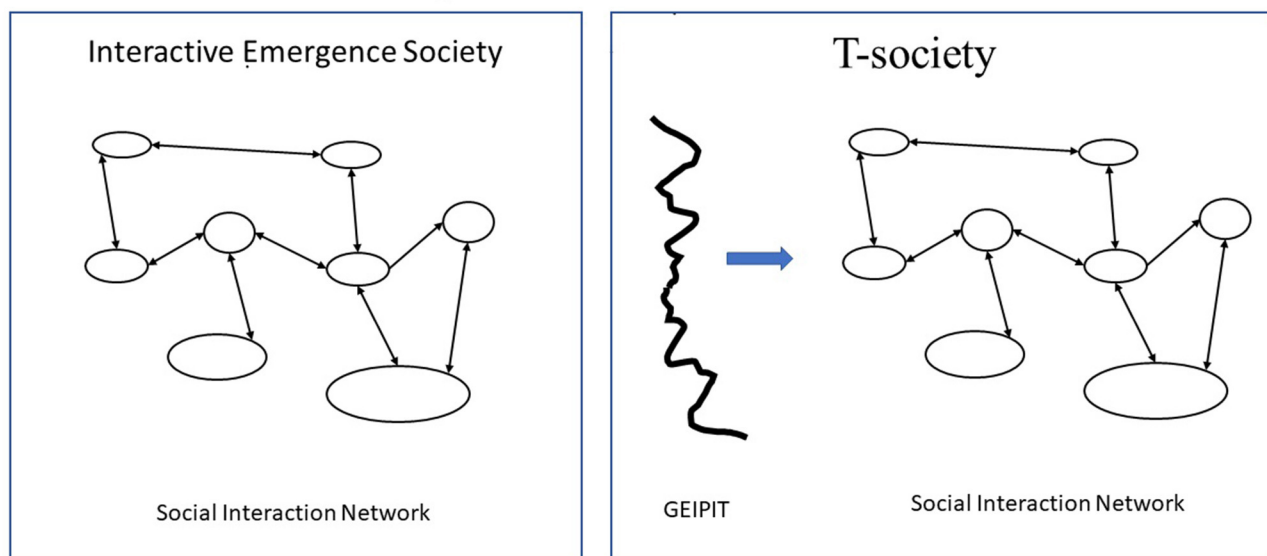 Interactive Emergence Society
Social Interaction Network
T-society
GEIPIT
Social Interaction Network